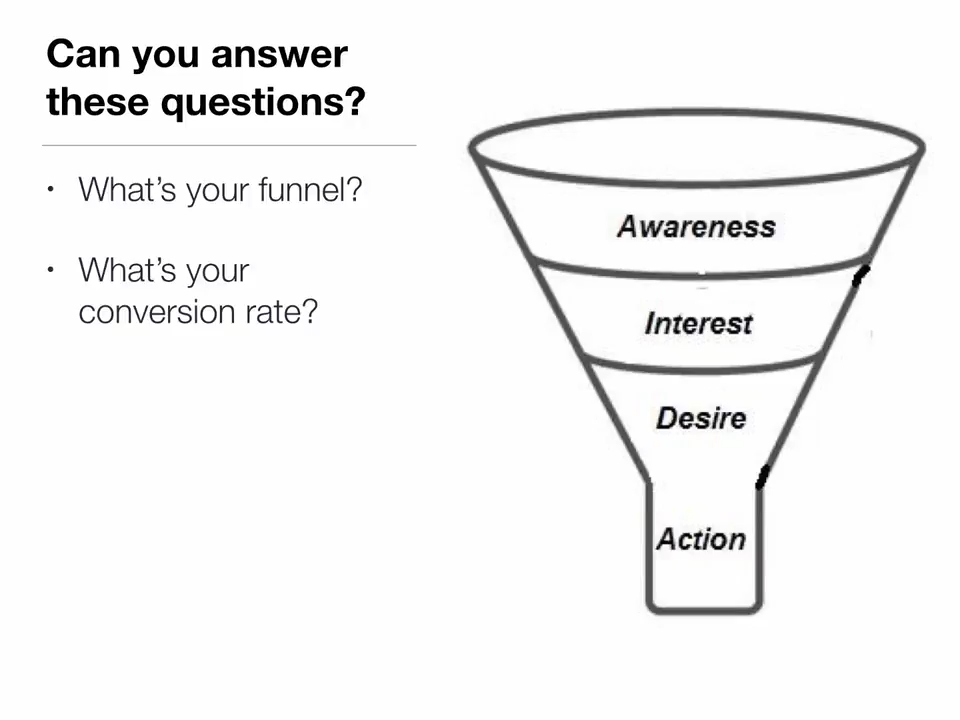 Can you answer
these questions?
• What's your funnel?
• What's your
conversion rate?
Awareness
Interest
Desire
Action